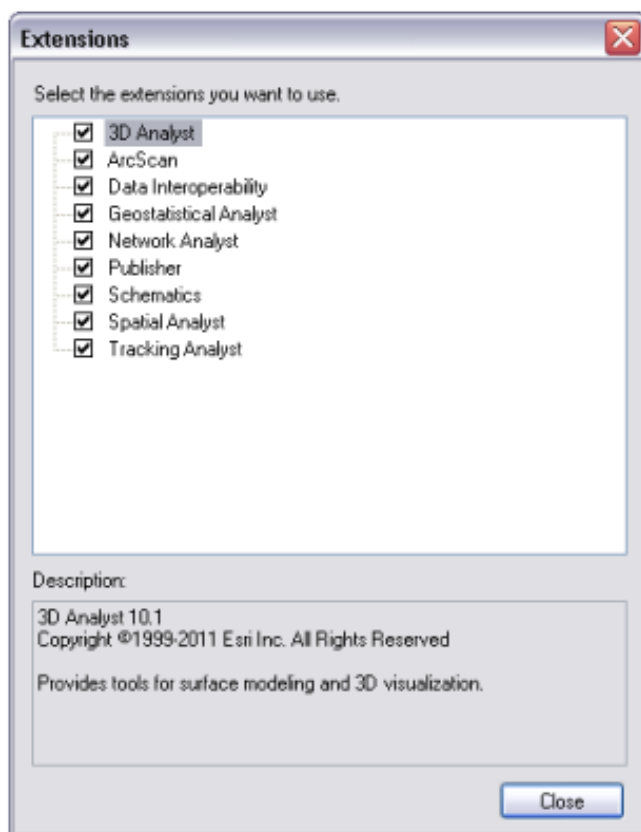 Extensions
Select the extensions you want to use.
3D Analyst
ArcScan
Data Interoperability
Geostatistical Analyst
Network Analyst
Publisher
Schematics
Spatial Analyst
Tracking Analyst
Description:
3D Analyst 10.1
Copyright ©1999-2011 Esri Inc. All Rights Reserved
Provides tools for surface modeling and 3D visualization.
Close